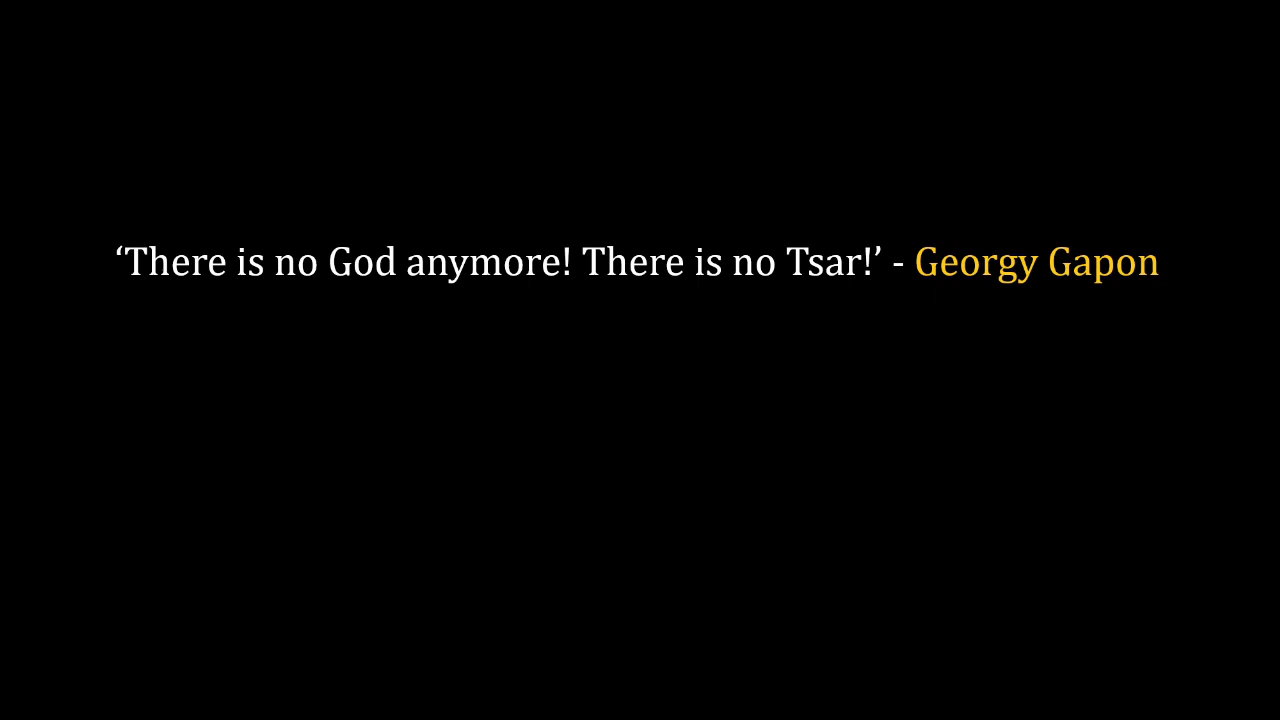 ‘There is no God anymore! There is no Tsar!’ - Georgy Gapon